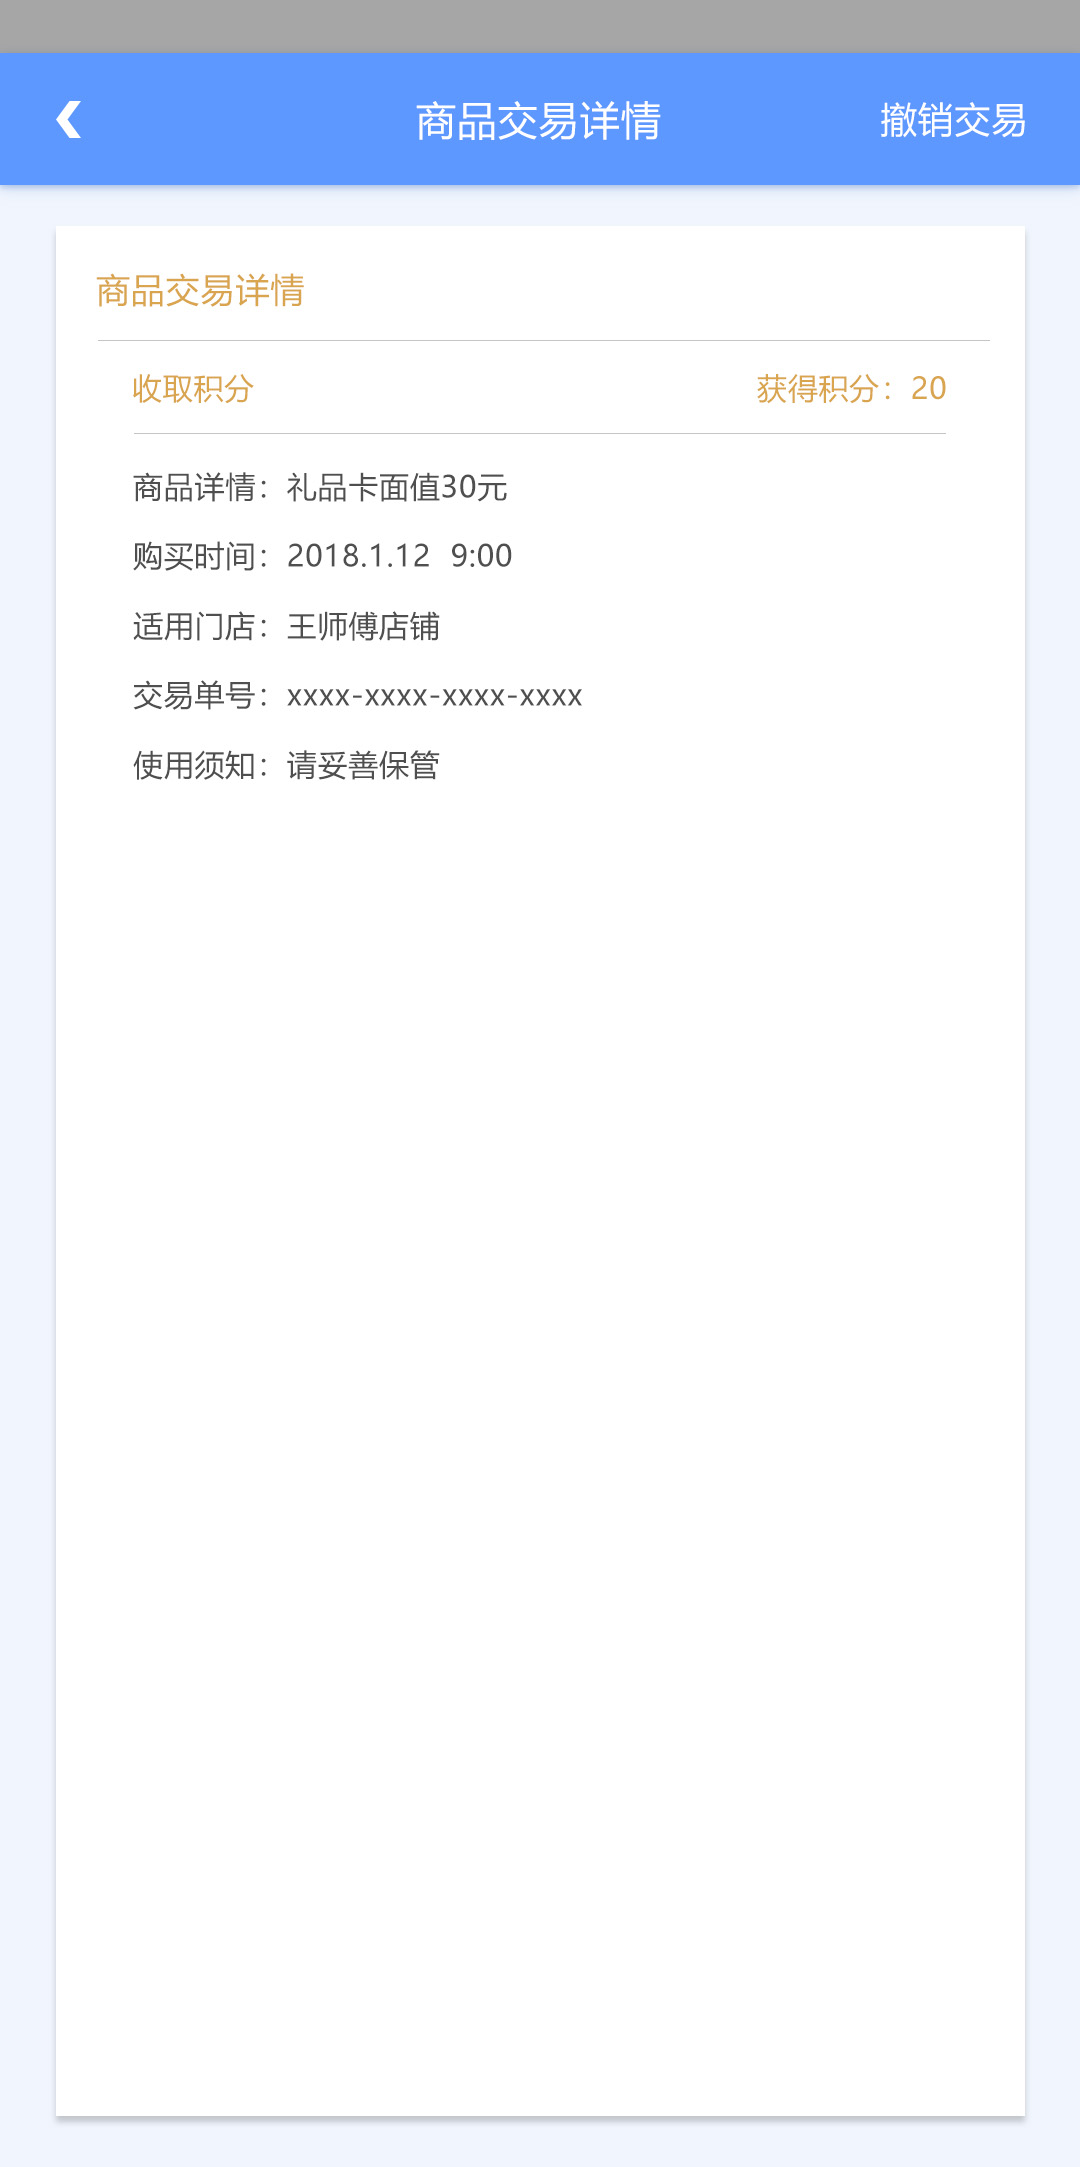 商品交易详情
撤销交易
商品交易详情
收取积分 获得积分：20
商品详情：礼品卡面值30元
购买时间：2018.1.12 9:00
适用门店：王师傅店铺
交易单号：xxxx-xxxx-xxxx-xxxx
使用须知：请妥善保管